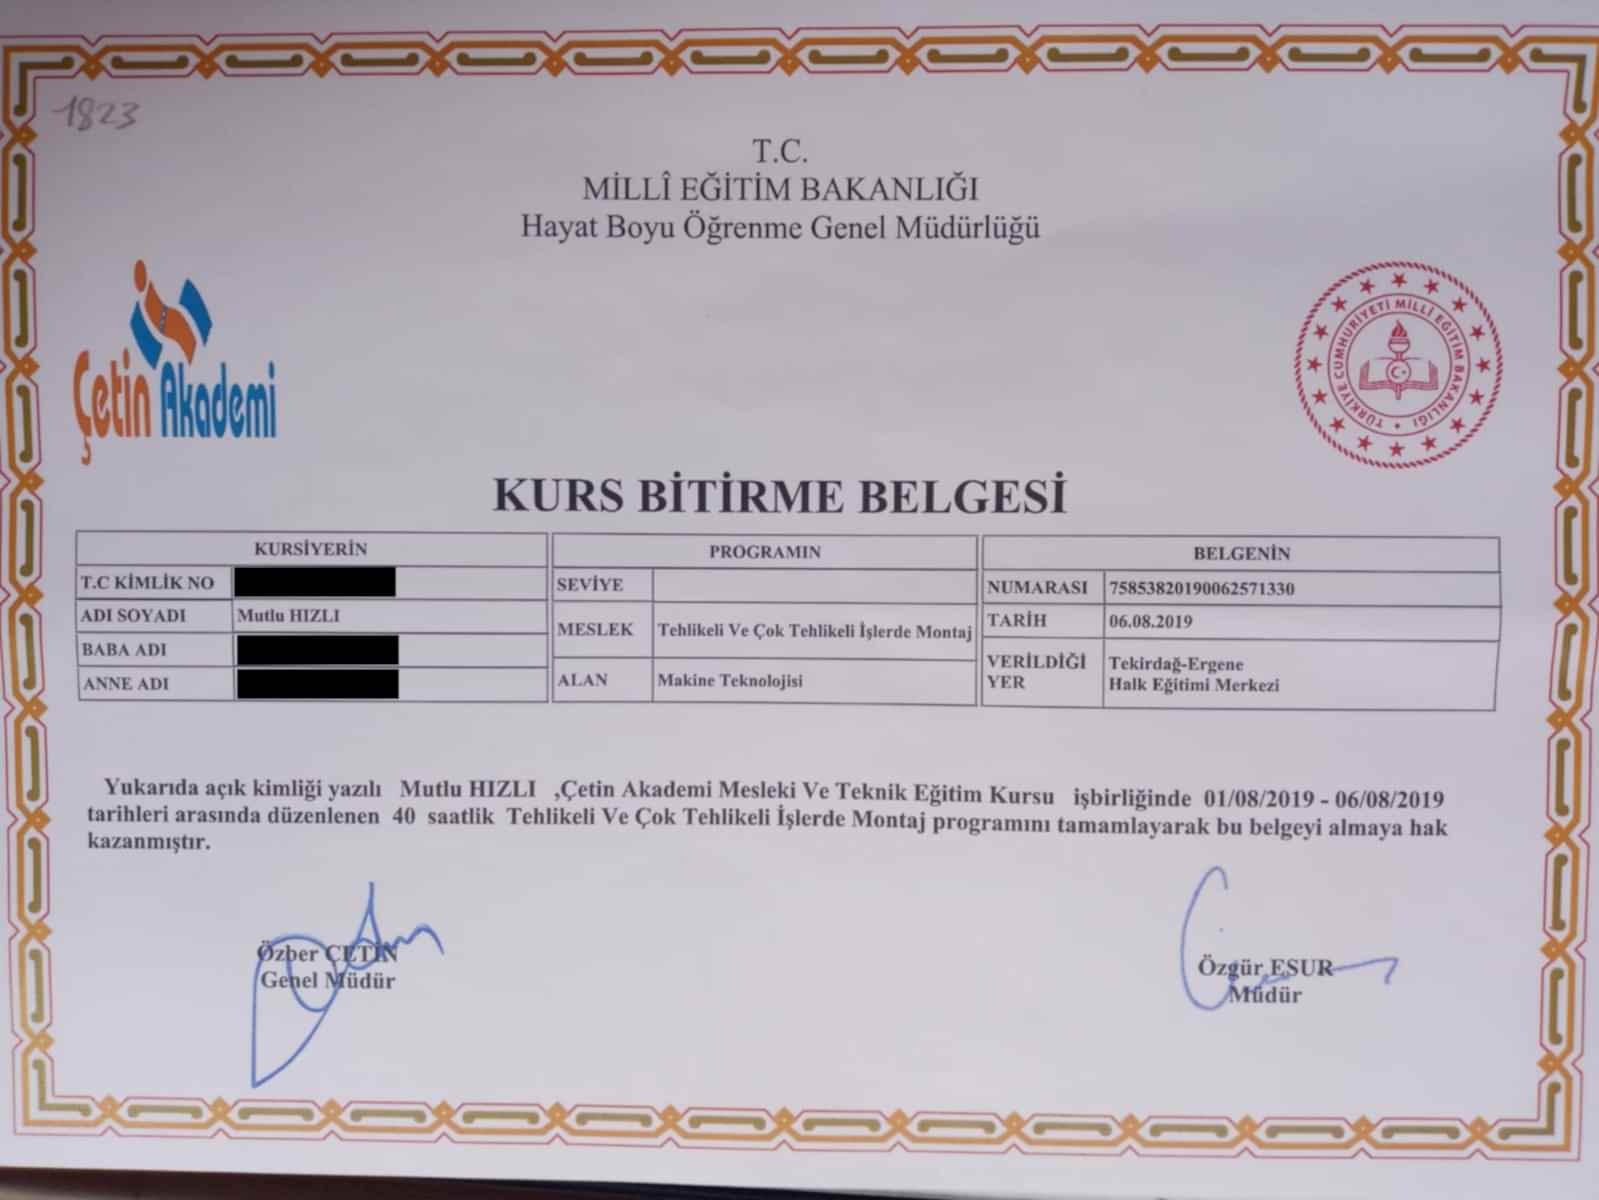 1823
T.C.
MİLLÎ EĞİTİM BAKANLIĞI
Hayat Boyu Öğrenme Genel Müdürlüğü
Çetin Akademi
TÜRKİYE CUMHURİYETİ MİLLİ EĞİTİM BAKANLIĞI
KURS BİTİRME BELGESİ
KURSİYERİN
T.C KİMLİK NO
ADI SOYADI Mutlu HIZLI
BABA ADI
ANNE ADI
PROGRAMIN
SEVİYE
MESLEK Tehlikeli Ve Çok Tehlikeli İşlerde Montaj
ALAN Makine Teknolojisi
BELGENİN
NUMARASI 75853820190062571330
TARİH 06.08.2019
VERİLDİĞİ YER Tekirdağ-Ergene
Halk Eğitimi Merkezi
Yukarıda açık kimliği yazılı Mutlu HIZLI ,Çetin Akademi Mesleki Ve Teknik Eğitim Kursu işbirliğinde 01/08/2019 - 06/08/2019
tarihleri arasında düzenlenen 40 saatlik Tehlikeli Ve Çok Tehlikeli İşlerde Montaj programını tamamlayarak bu belgeyi almaya hak
kazanmıştır.
Özber ÇETİN
Genel Müdür
Özgür ESUR
Müdür